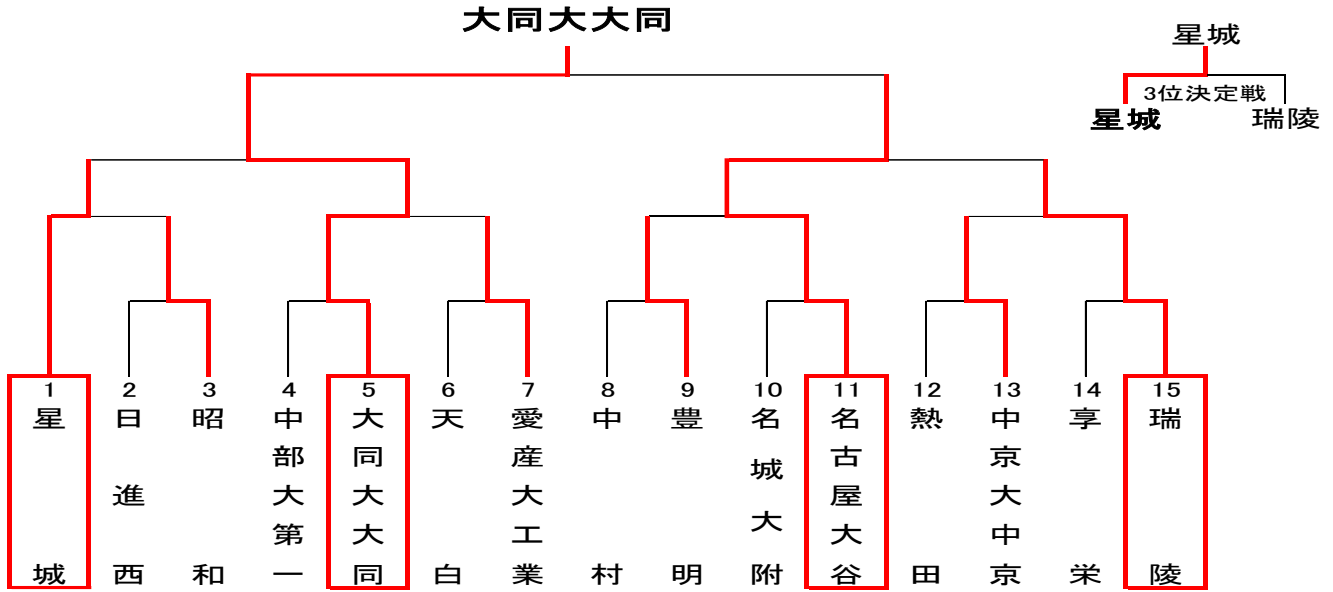 大同大大同
星城
3位決定戦
星城
瑞陵
1
星城
2
日進西
3
昭和
4
中部大第一
5
大同大大同
6
天白
7
愛産大工業
8
中村
9
豊明
10
名城大附
11
名古屋大谷
12
熱田
13
中京大中京
14
享栄
15
瑞陵